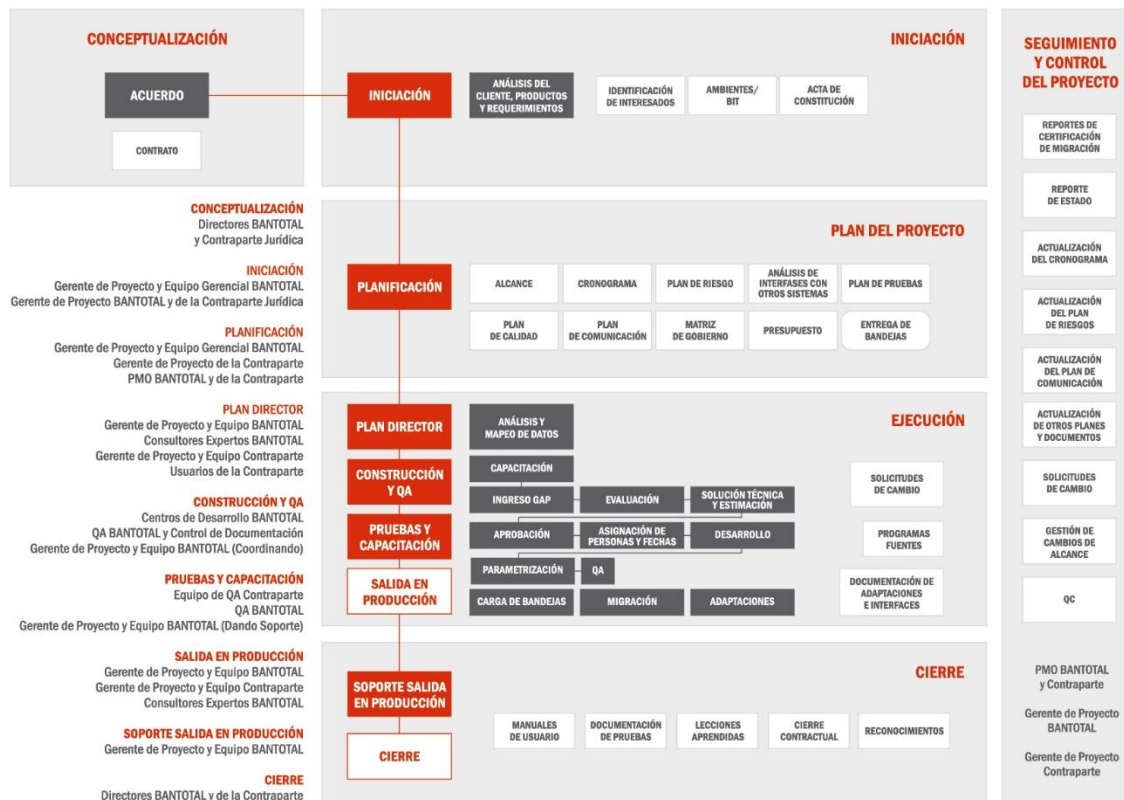 CONCEPTUALIZACIÓN
ACUERDO
CONTRATO
INICIACIÓN
INICIACIÓN
ANÁLISIS DEL
CLIENTE, PRODUCTOS
Y REQUERIMIENTOS
IDENTIFICACIÓN
DE INTERESADOS
AMBIENTES/
BIT
ACTA DE
CONSTITUCIÓN
CONCEPTUALIZACIÓN
Directores BANTOTAL
y Contraparte Jurídica
INICIACIÓN
Gerente de Proyecto y Equipo Gerencial BANTOTAL
Gerente de Proyecto BANTOTAL y de la Contraparte Jurídica
PLANIFICACIÓN
Gerente de Proyecto y Equipo Gerencial BANTOTAL
Gerente de Proyecto de la Contraparte
PMO BANTOTAL y de la Contraparte
PLAN DIRECTOR
Gerente de Proyecto y Equipo BANTOTAL
Consultores Expertos BANTOTAL
Gerente de Proyecto y Equipo Contraparte
Usuarios de la Contraparte
CONSTRUCCIÓN Y QA
Centros de Desarrollo BANTOTAL
QA BANTOTAL y Control de Documentación
Gerente de Proyecto y Equipo BANTOTAL (Coordinando)
PRUEBAS Y CAPACITACIÓN
Equipo de QA Contraparte
QA BANTOTAL
Gerente de Proyecto y Equipo BANTOTAL (Dando Soporte)
SALIDA EN PRODUCCIÓN
Gerente de Proyecto y Equipo BANTOTAL
Gerente de Proyecto y Equipo Contraparte
Consultores Expertos BANTOTAL
SOPORTE SALIDA EN PRODUCCIÓN
Gerente de Proyecto y Equipo BANTOTAL
CIERRE
Directores BANTOTAL y de la Contraparte
PLAN DEL PROYECTO
PLANIFICACIÓN
ALCANCE
CRONOGRAMA
PLAN DE RIESGO
ANÁLISIS DE
INTERFASES CON
OTROS SISTEMAS
PLAN DE PRUEBAS
PLAN
DE CALIDAD
PLAN
DE COMUNICACIÓN
MATRIZ
DE GOBIERNO
PRESUPUESTO
ENTREGA DE
BANDEJAS
EJECUCIÓN
PLAN DIRECTOR
CONSTRUCCIÓN
Y QA
PRUEBAS Y
CAPACITACIÓN
SALIDA EN
PRODUCCIÓN
ANÁLISIS Y
MAPEO DE DATOS
CAPACITACIÓN
INGRESO GAP
EVALUACIÓN
SOLUCIÓN TÉCNICA
Y ESTIMACIÓN
APROBACIÓN
ASIGNACIÓN DE
PERSONAS Y FECHAS
DESARROLLO
PARAMETRIZACIÓN
QA
CARGA DE BANDEJAS
MIGRACIÓN
ADAPTACIONES
SOLICITUDES
DE CAMBIO
PROGRAMAS
FUENTES
DOCUMENTACIÓN DE
ADAPTACIONES
E INTERFACES
CIERRE
SOPORTE SALIDA
EN PRODUCCIÓN
CIERRE
MANUALES
DE USUARIO
DOCUMENTACIÓN
DE PRUEBAS
LECCIONES
APRENDIDAS
CIERRE
CONTRACTUAL
RECONOCIMIENTOS
SEGUIMIENTO
Y CONTROL
DEL PROYECTO
REPORTES DE
CERTIFICACIÓN
DE MIGRACIÓN
REPORTE
DE ESTADO
ACTUALIZACIÓN
DEL CRONOGRAMA
ACTUALIZACIÓN
DEL PLAN
DE RIESGOS
ACTUALIZACIÓN
DEL PLAN DE
COMUNICACIÓN
ACTUALIZACIÓN
DE OTROS PLANES
Y DOCUMENTOS
SOLICITUDES
DE CAMBIO
GESTIÓN DE
CAMBIOS DE
ALCANCE
QC
PMO BANTOTAL
y Contraparte
Gerente de Proyecto
BANTOTAL
Gerente de Proyecto
Contraparte